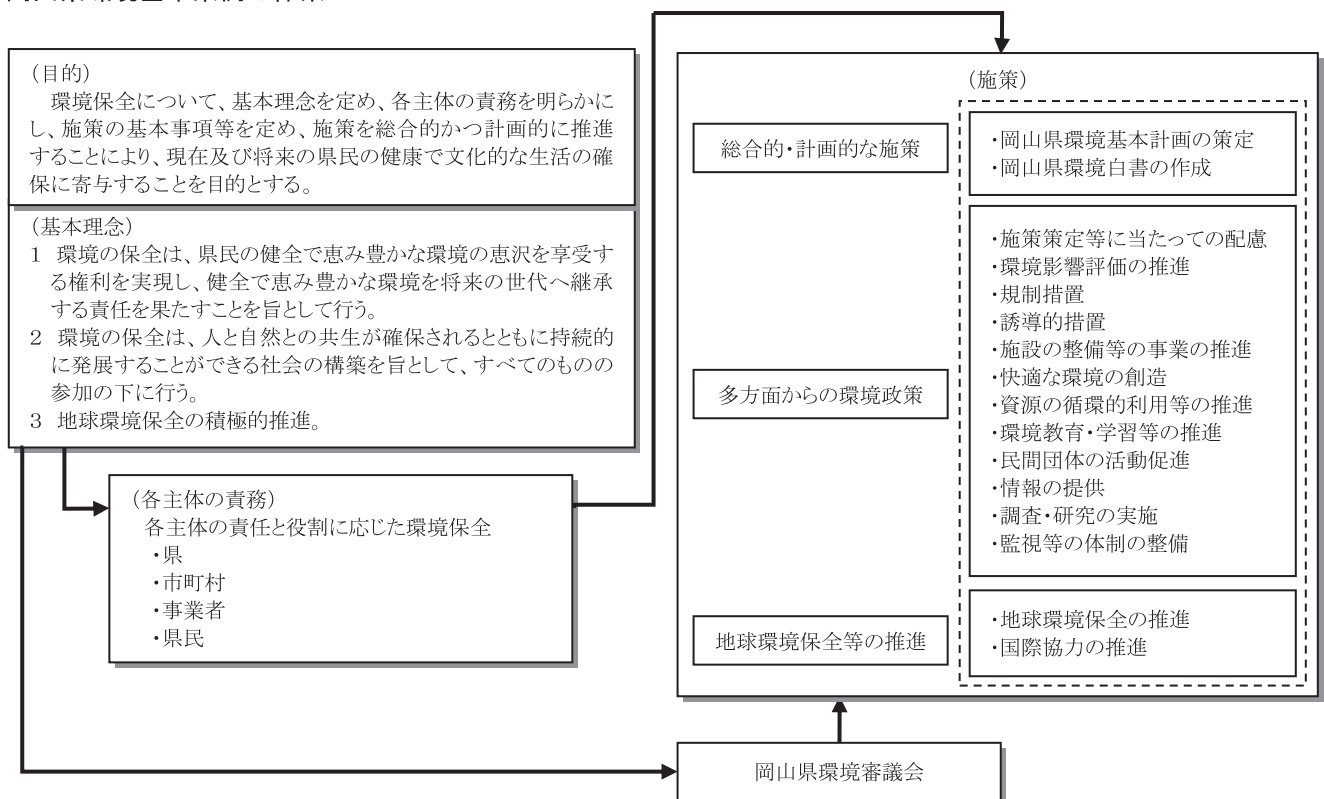 （目的）
環境保全について、基本理念を定め、各主体の責務を明らかに
し、施策の基本事項等を定め、施策を総合的かつ計画的に推進
することにより、現在及び将来の県民の健康で文化的な生活の確
保に寄与することを目的とする。
（基本理念）
1 環境の保全は、県民の健全で恵み豊かな環境の恵沢を享受す
る権利を実現し、健全で恵み豊かな環境を将来の世代へ継承
する責任を果たすことを旨として行う。
2 環境の保全は、人と自然との共生が確保されるとともに持続的
に発展することができる社会の構築を旨として、すべてのものの
参加の下に行う。
3 地球環境保全の積極的推進。
（各主体の責務）
各主体の責任と役割に応じた環境保全
・県
・市町村
・事業者
・県民
（施策）
総合的・計画的な施策
・岡山県環境基本計画の策定
・岡山県環境白書の作成
多方面からの環境政策
・施策策定等に当たっての配慮
・環境影響評価の推進
・規制措置
・誘導的措置
・施設の整備等の事業の推進
・快適な環境の創造
・資源の循環的利用等の推進
・環境教育・学習等の推進
・民間団体の活動促進
・情報の提供
・調査・研究の実施
・監視等の体制の整備
地球環境保全等の推進
・地球環境保全の推進
・国際協力の推進
岡山県環境審議会